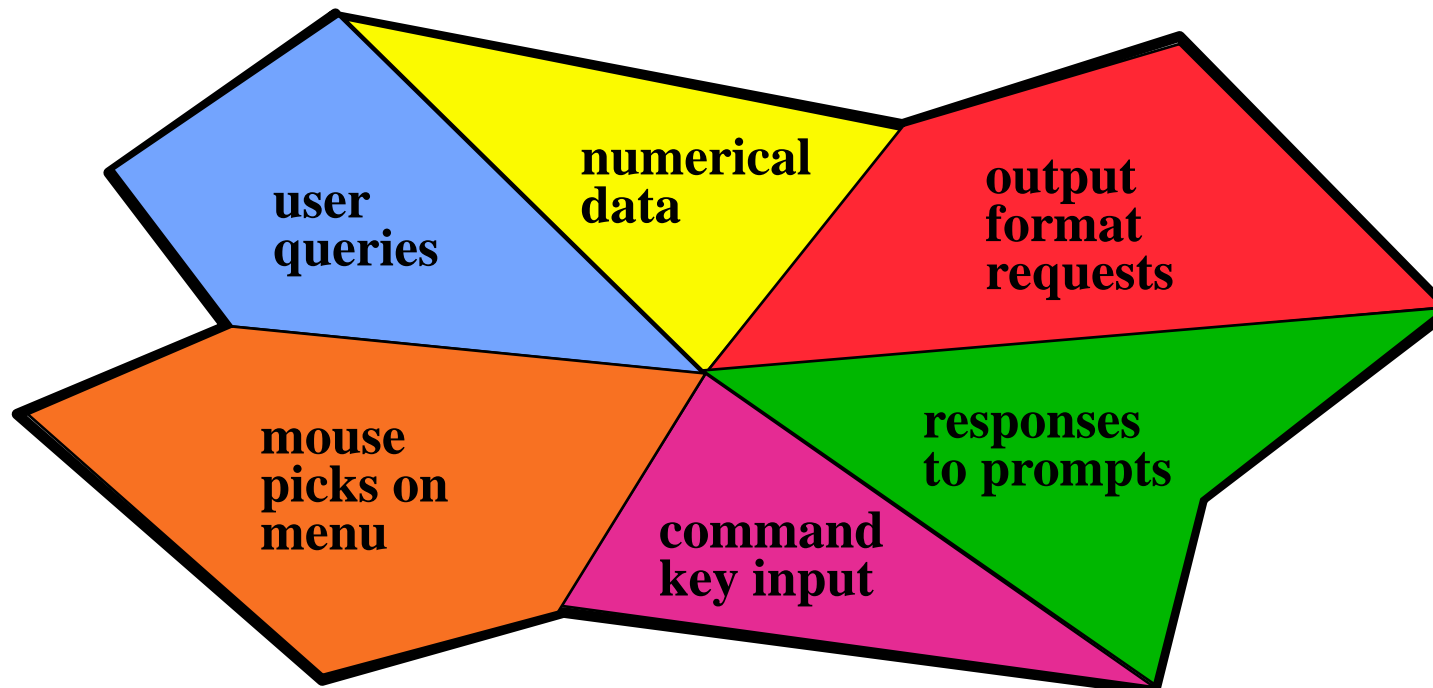 user
queries
numerical
data
output
format
requests
mouse
picks on
menu
command
key input
responses
to prompts